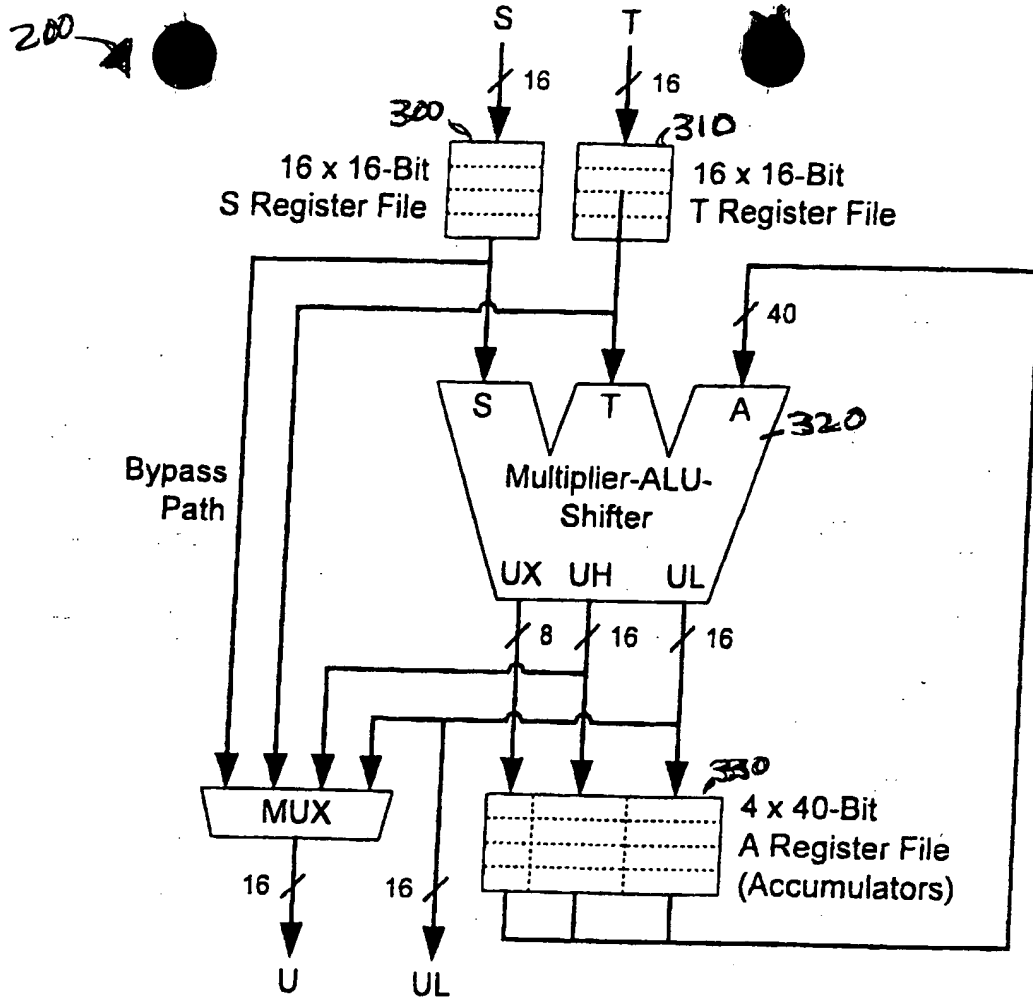 200
S
T
16
16
300
310
16 x 16-Bit
S Register File
16 x 16-Bit
T Register File
40
S
T
A
320
Bypass
Path
Multiplier-ALU-
Shifter
UX
UH
UL
8
16
16
330
MUX
4 x 40-Bit
A Register File
(Accumulators)
16
16
U
UL